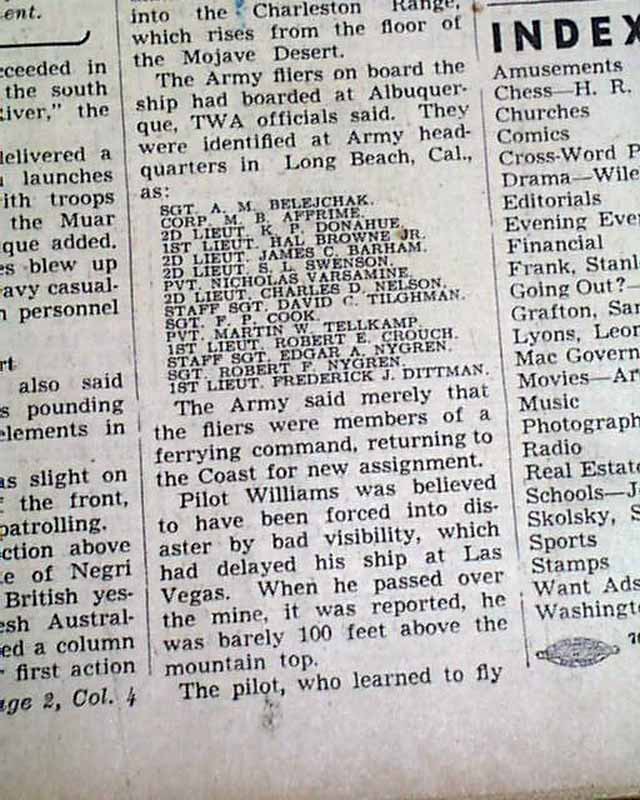 ent.
cceeded in
the south
River," the
delivered a
launches
ith troops
the Muar
que added.
es blew up
avy casual-
personnel
rt
also said
s pounding
elements in
as slight on
the front,
patrolling.
ction above
e of Negri
British yes-
esh Austral-
ed a column
first action
age 2, Col. 4
into the Charleston Range,
which rises from the floor of
the Mojave Desert.
The Army fliers on board the
ship had boarded at Albuquer-
que, TWA officials said. They
were identified at Army head-
quarters in Long Beach, Cal.,
as:
SGT. A. M. BELEJCHAK.
CORP. M. B. AFFRIME.
2D LIEUT. K. P. DONAHUE.
1ST LIEUT. HAL BROWNE JR.
2D LIEUT. JAMES C. BARHAM.
2D LIEUT. S. L. SWENSON.
PVT. NICHOLAS VARSAMINE.
2D LIEUT. CHARLES D. NELSON.
STAFF SGT. DAVID C. TILGHMAN.
SGT. F. P. COOK.
PVT. MARTIN W. TELLKAMP.
1ST LIEUT. ROBERT E. CROUCH.
STAFF SGT. EDGAR A. NYGREN.
SGT. ROBERT F. NYGREN.
1ST LIEUT. FREDERICK J. DITTMAN.
The Army said merely that
the fliers were members of a
ferrying command, returning to
the Coast for new assignment.
Pilot Williams was believed
to have been forced into dis-
aster by bad visibility, which
had delayed his ship at Las
Vegas. When he passed over
the mine, it was reported, he
was barely 100 feet above the
mountain top.
The pilot, who learned to fly
INDEX
Amusements
Chess—H. R.
Churches
Comics
Cross-Word P
Drama—Wile
Editorials
Evening Eve
Financial
Frank, Stanl
Going Out?—
Grafton, Sa
Lyons, Leon
Mac Govern
Movies—Ar
Music
Photograph
Radio
Real Estate
Schools—J
Skolsky, S
Sports
Stamps
Want Ads
Washingt